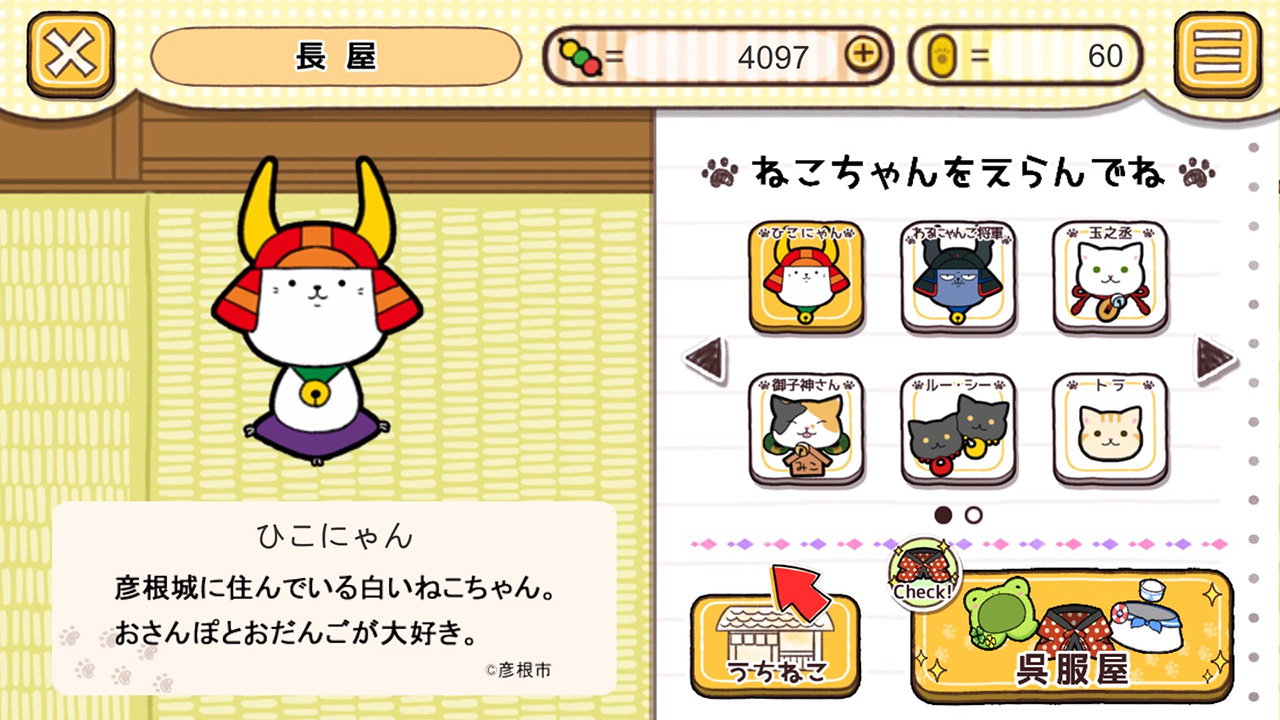 長屋
= 4097 +
= 60
ねこちゃんをえらんでね
ひこにゃん
わるにゃんこ将軍
玉之丞
御子神さん
みこ
ルー・シー
トラ
ひこにゃん
彦根城に住んでいる白いねこちゃん。
おさんぽとおだんごが大好き。
©彦根市
うちねこ
Check!
呉服屋